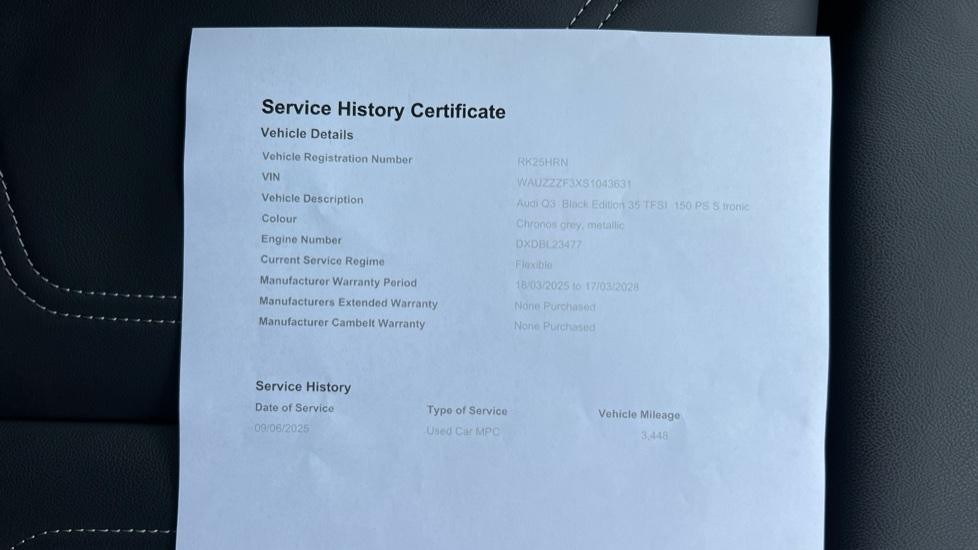 Service History Certificate
Vehicle Details
Vehicle Registration Number RK25HRN
VIN WAUZZZF3XS1043631
Vehicle Description Audi Q3 Black Edition 35 TFSI 150 PS S tronic
Colour Chronos grey, metallic
Engine Number DXDBL23477
Current Service Regime Flexible
Manufacturer Warranty Period 18/03/2025 to 17/03/2028
Manufacturers Extended Warranty None Purchased
Manufacturer Cambelt Warranty None Purchased
Service History
Date of Service Type of Service Vehicle Mileage
09/06/2025 Used Car MPC 3,448